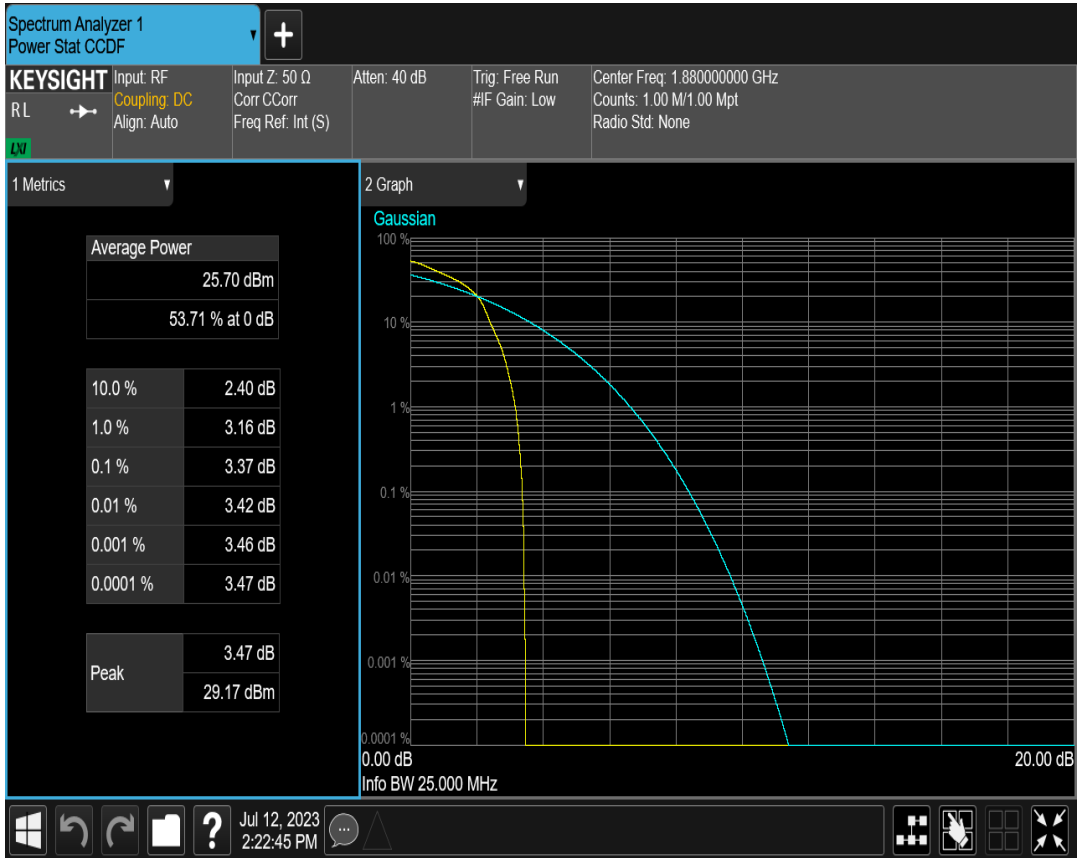 Spectrum Analyzer 1
Power Stat CCDF
KEYSIGHT
R L
LXI
Input: RF
Coupling: DC
Align: Auto
Input Z: 50 Ω
Corr CCorr
Freq Ref: Int (S)
Atten: 40 dB
Trig: Free Run
#IF Gain: Low
Center Freq: 1.880000000 GHz
Counts: 1.00 M/1.00 Mpt
Radio Std: None
1 Metrics
Average Power
25.70 dBm
53.71 % at 0 dB
10.0 % 2.40 dB
1.0 % 3.16 dB
0.1 % 3.37 dB
0.01 % 3.42 dB
0.001 % 3.46 dB
0.0001 % 3.47 dB
Peak
3.47 dB
29.17 dBm
2 Graph
Gaussian
100 %
10 %
1 %
0.1 %
0.01 %
0.001 %
0.0001 %
0.00 dB 20.00 dB
Info BW 25.000 MHz
Jul 12, 2023
2:22:45 PM